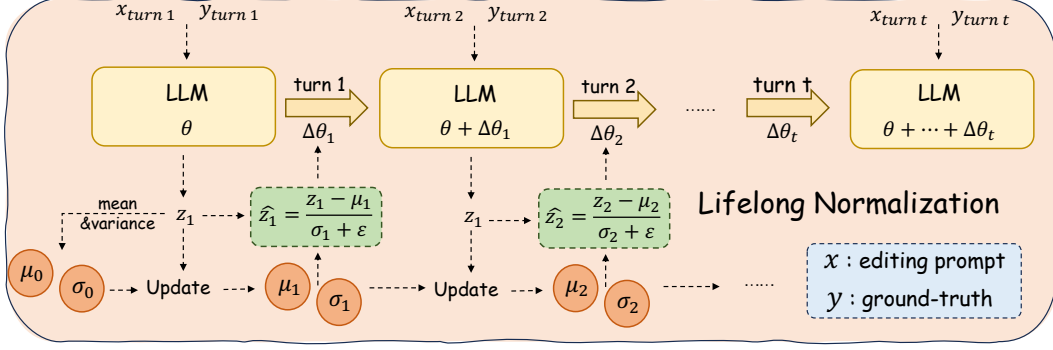 x_turn 1 y_turn 1
x_turn 2 y_turn 2
x_turn t y_turn t
LLM
θ
turn 1
Δθ_1
LLM
θ + Δθ_1
turn 2
Δθ_2
......
turn t
Δθ_t
LLM
θ + ⋯ + Δθ_t
mean
&variance
z_1
ẑ_1 = (z_1 − μ_1) / (σ_1 + ε)
z_1
ẑ_2 = (z_2 − μ_2) / (σ_2 + ε)
Lifelong Normalization
μ_0
σ_0
Update
μ_1
σ_1
Update
μ_2
σ_2
......
x : editing prompt
y : ground-truth